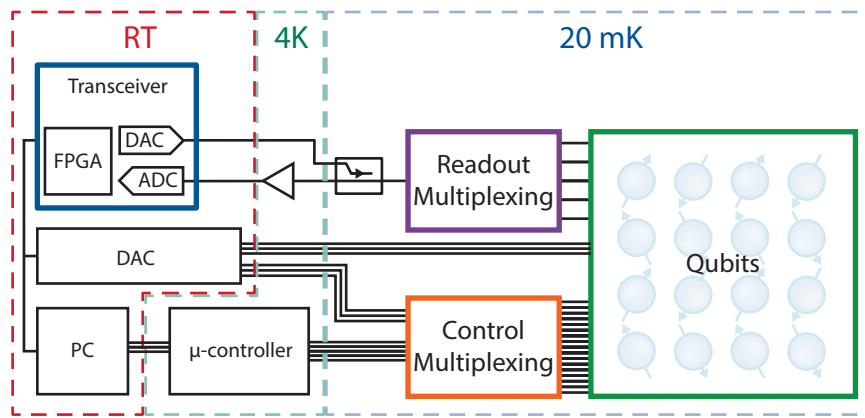 RT
4K
20 mK
Transceiver
FPGA
DAC
ADC
Readout
Multiplexing
Qubits
DAC
PC
μ-controller
Control
Multiplexing